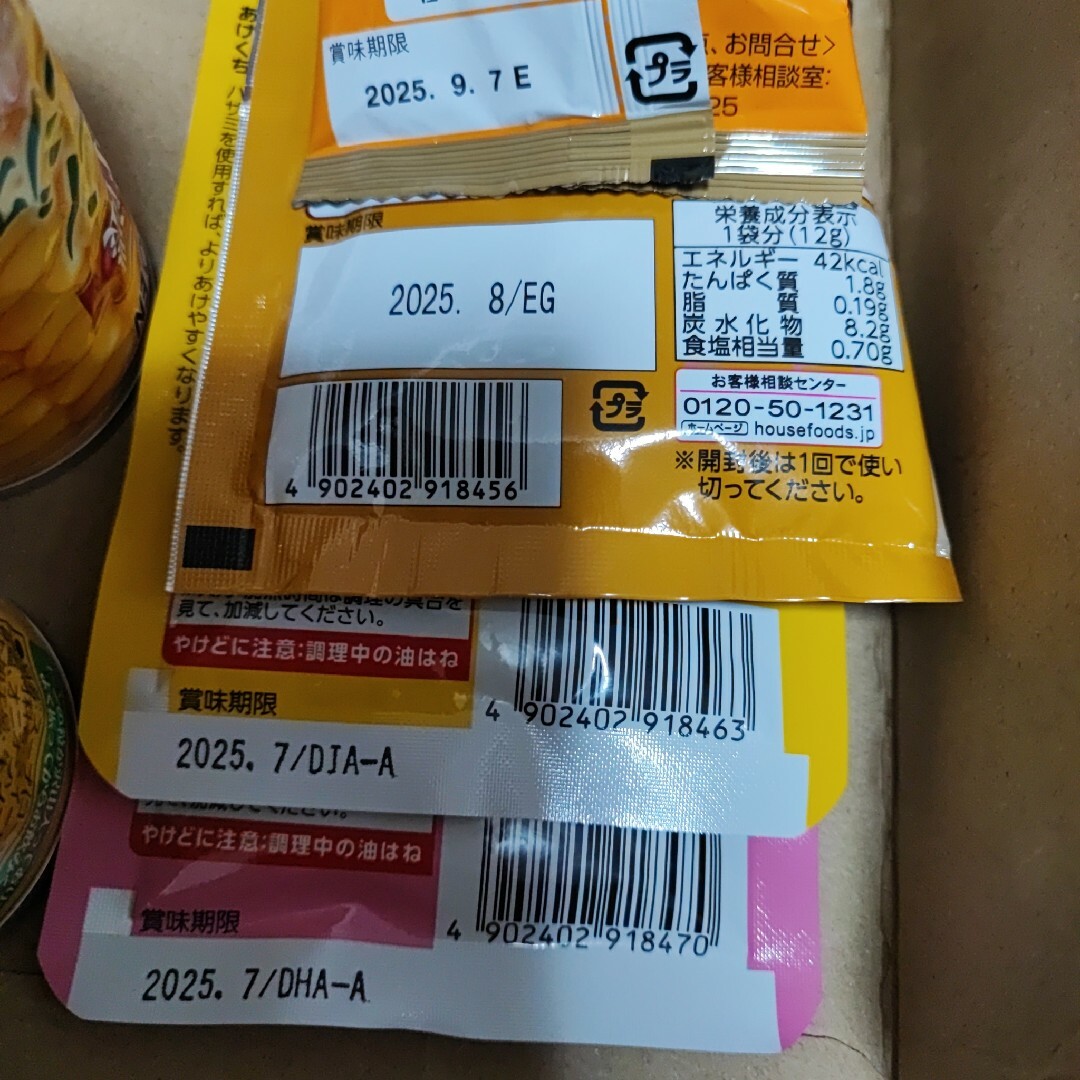 あけくち ハサミを使用すれば、よりあけやすくなります。
賞味期限
2025. 9. 7 E
プラ
、お問合せ>
客様相談室:
25
賞味期限
2025. 8/EG
栄養成分表示
1袋分(12g)
エネルギー 42kcal
たんぱく質 1.8g
脂質 0.19g
炭水化物 8.2g
食塩相当量 0.70g
4 902402 918456
プラ
お客様相談センター
0120-50-1231
ホームページ housefoods.jp
※開封後は1回で使い
切ってください。
見て、加減してください。
やけどに注意:調理中の油はね
賞味期限
2025. 7/DIA-A
4 902402 918463
やけどに注意:調理中の油はね
賞味期限
2025. 7/DHA-A
4 902402 918470